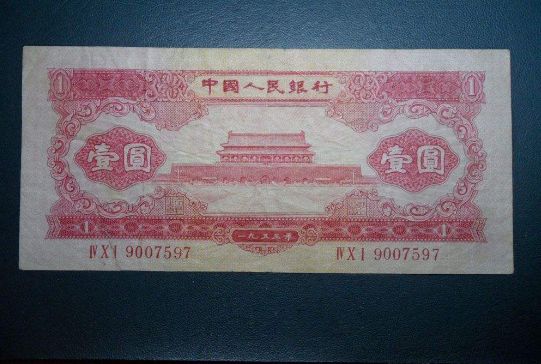 1 中國人民銀行 1
壹圓 壹圓
1 一九五三年 1
ⅣⅩⅠ 9007597 ⅣⅩⅠ 9007597